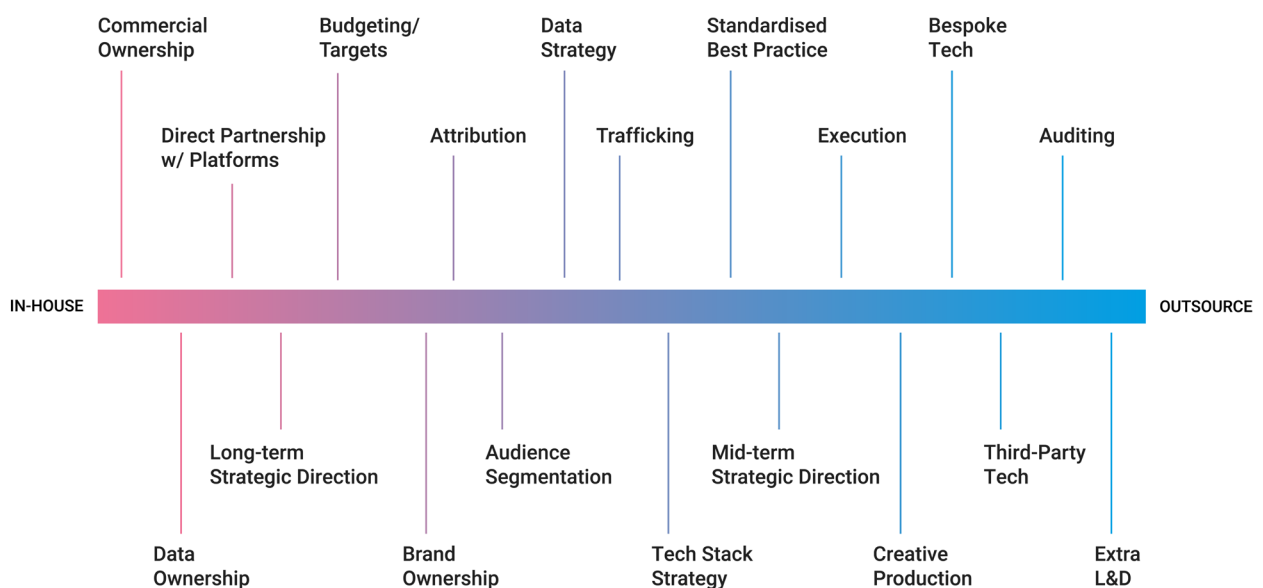 Commercial
Ownership
Budgeting/
Targets
Data
Strategy
Standardised
Best Practice
Bespoke
Tech
Direct Partnership
w/ Platforms
Attribution
Trafficking
Execution
Auditing
IN-HOUSE
OUTSOURCE
Long-term
Strategic Direction
Audience
Segmentation
Mid-term
Strategic Direction
Third-Party
Tech
Data
Ownership
Brand
Ownership
Tech Stack
Strategy
Creative
Production
Extra
L&D